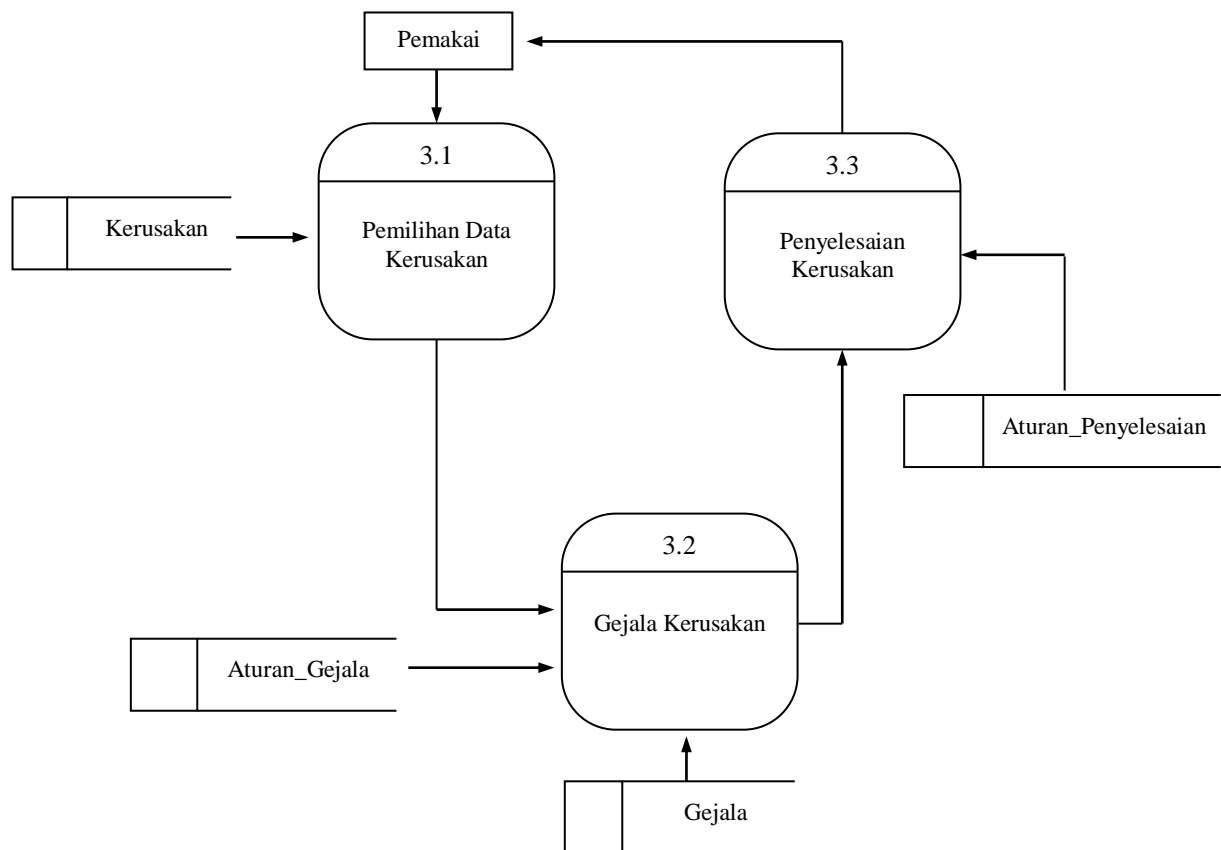 Pemakai
3.1
Pemilihan Data
Kerusakan
3.3
Penyelesaian
Kerusakan
Kerusakan
Aturan_Penyelesaian
3.2
Gejala Kerusakan
Aturan_Gejala
Gejala